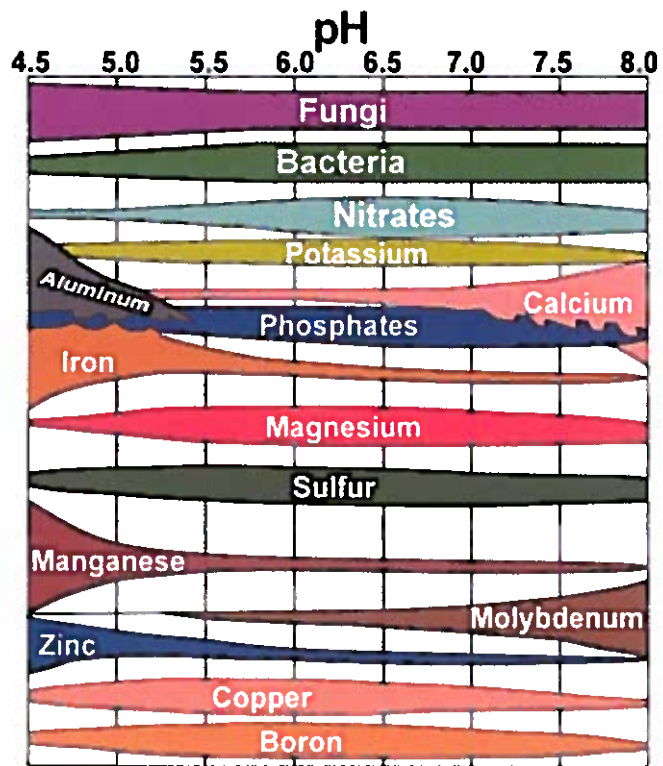 pH
4.5 5.0 5.5 6.0 6.5 7.0 7.5 8.0
Fungi
Bacteria
Nitrates
Potassium
Aluminum
Calcium
Phosphates
Iron
Magnesium
Sulfur
Manganese
Molybdenum
Zinc
Copper
Boron